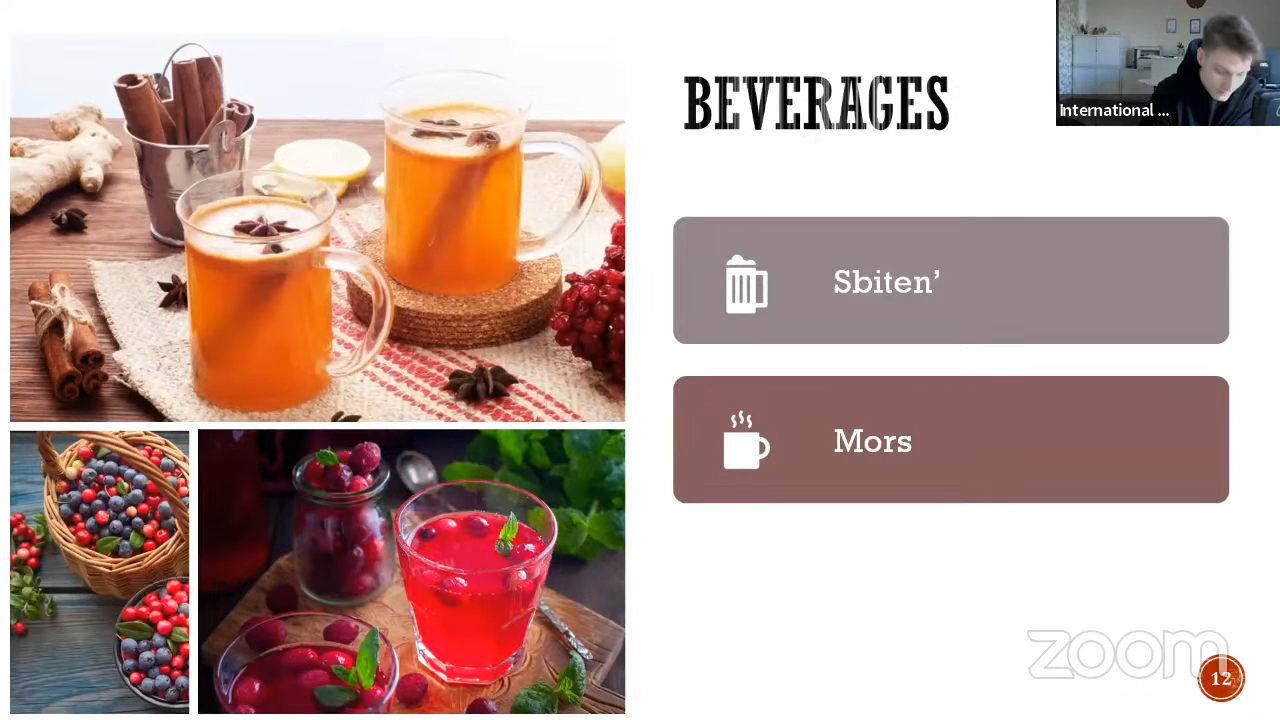 BEVERAGES
International ...
Sbiten’
Mors
zoom
12